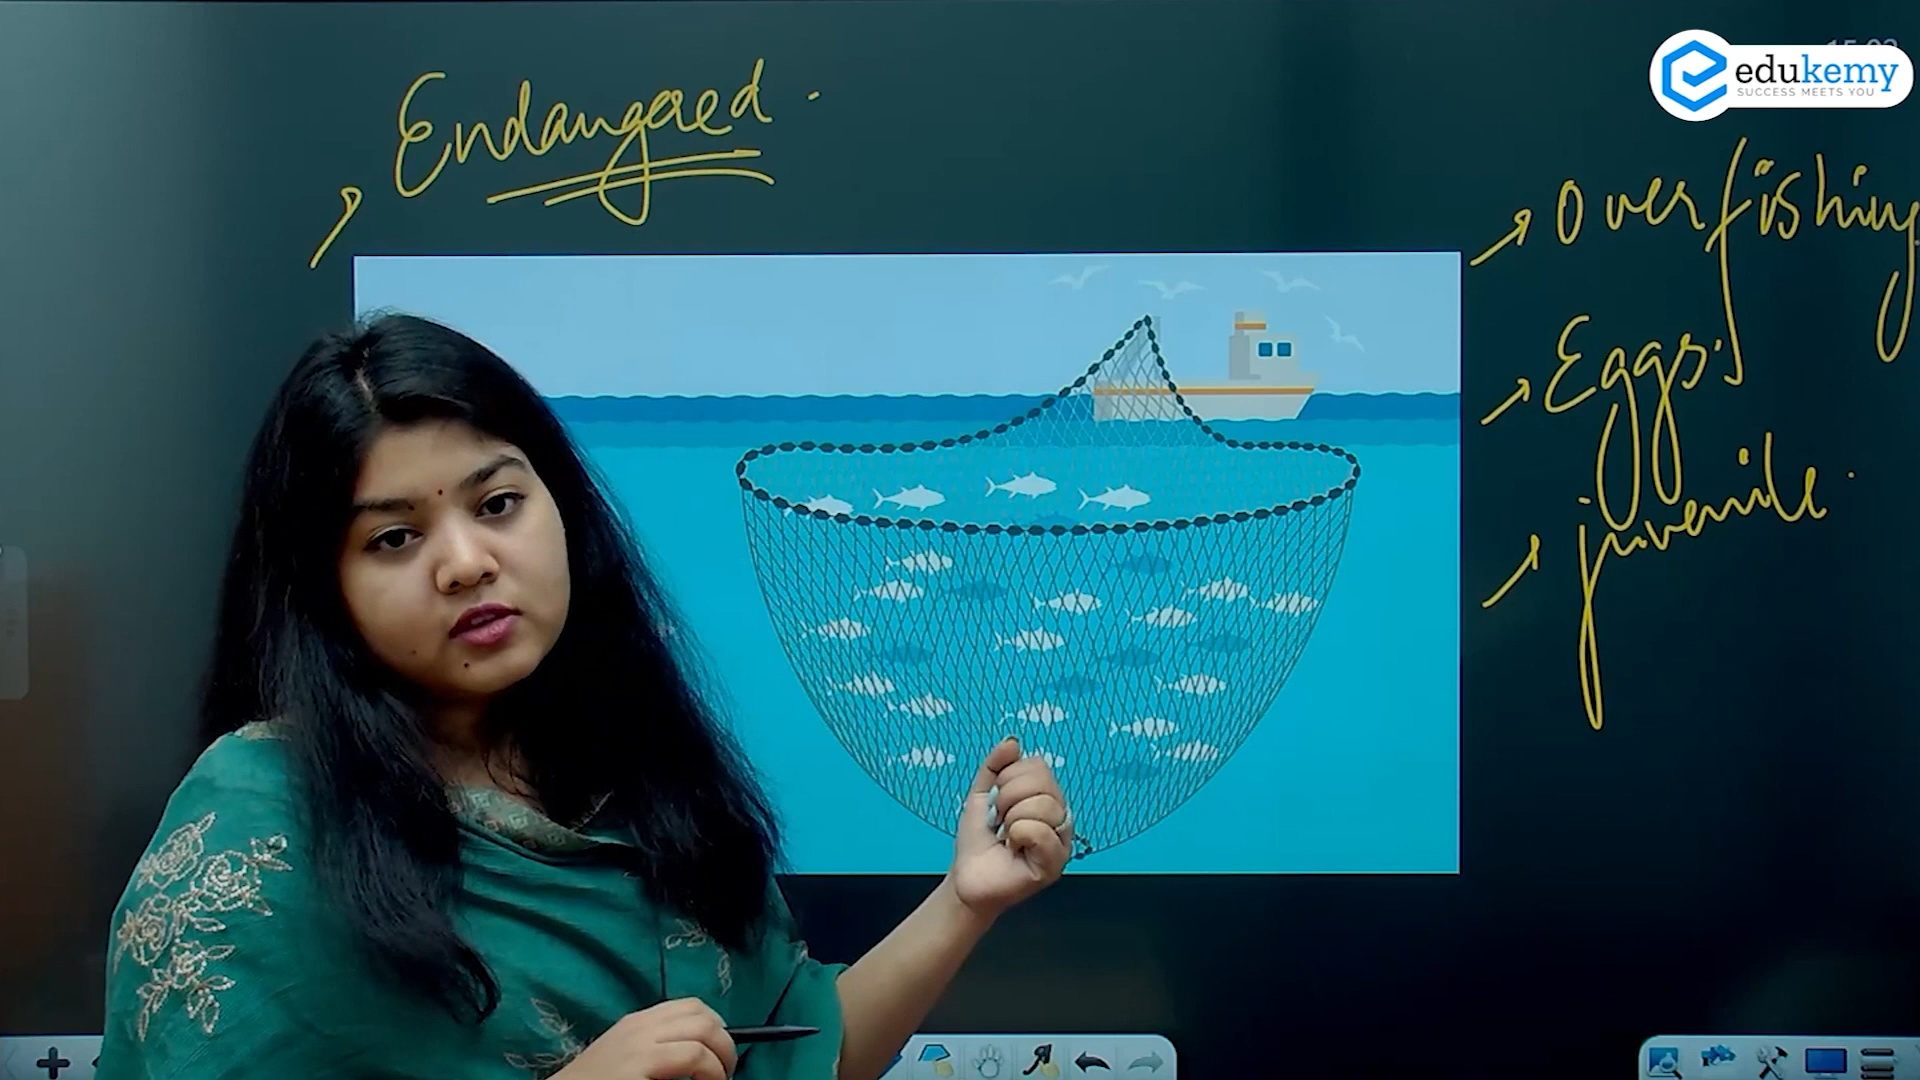 edukemy
SUCCESS MEETS YOU
Endangered.
Overfishing
Eggs.
juvenile.